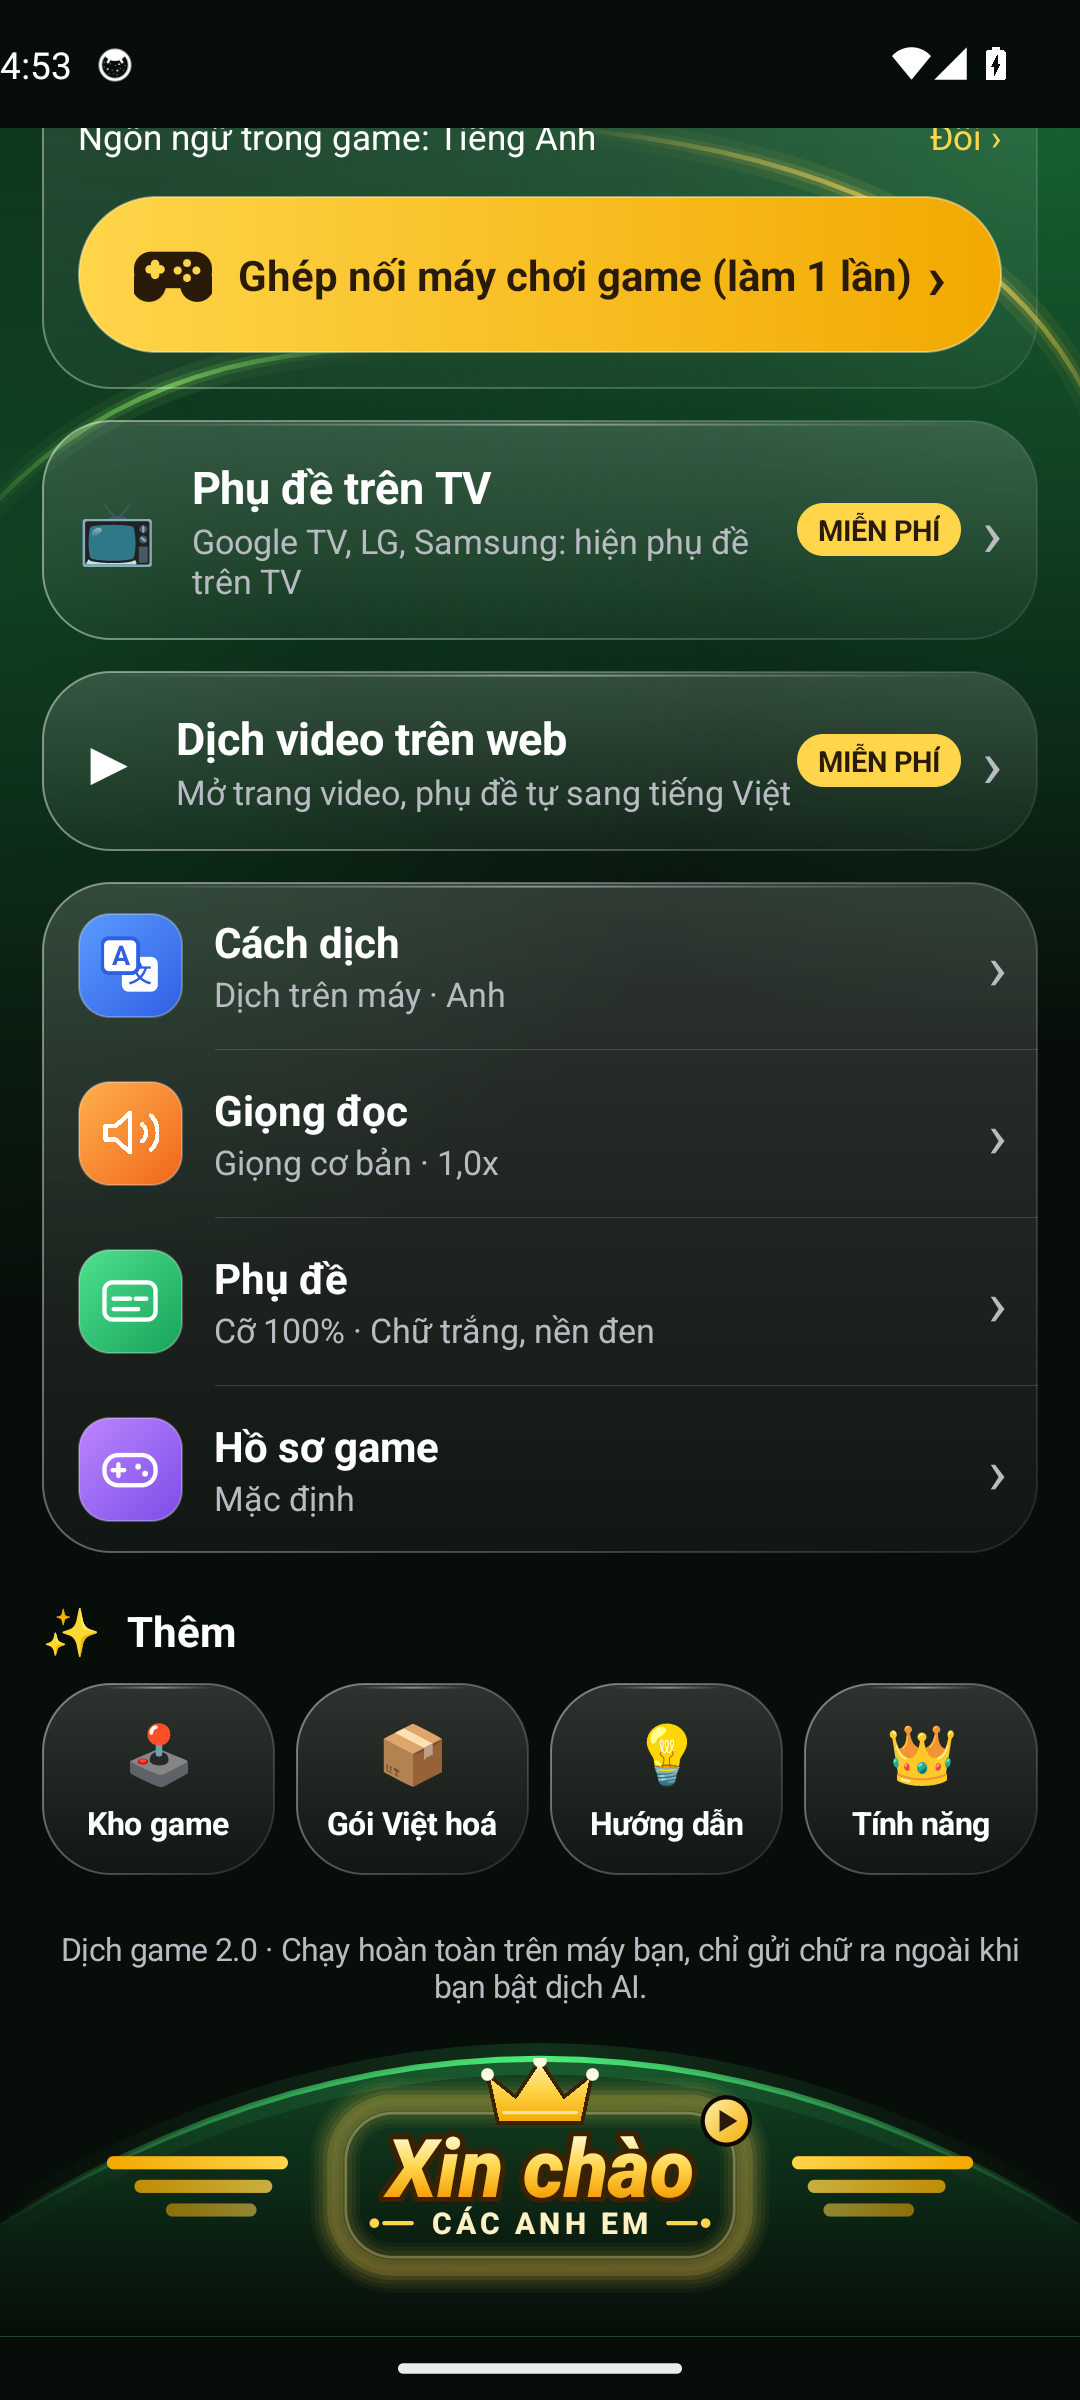 4:53
Ngôn ngữ trong game: Tiếng Anh
Đổi ›
Ghép nối máy chơi game (làm 1 lần) ›
Phụ đề trên TV
Google TV, LG, Samsung: hiện phụ đề
trên TV
MIỄN PHÍ
Dịch video trên web
Mở trang video, phụ đề tự sang tiếng Việt
MIỄN PHÍ
A
文
Cách dịch
Dịch trên máy · Anh
Giọng đọc
Giọng cơ bản · 1,0x
Phụ đề
Cỡ 100% · Chữ trắng, nền đen
Hồ sơ game
Mặc định
Thêm
Kho game
Gói Việt hoá
Hướng dẫn
Tính năng
Dịch game 2.0 · Chạy hoàn toàn trên máy bạn, chỉ gửi chữ ra ngoài khi
bạn bật dịch AI.
Xin chào
CÁC ANH EM